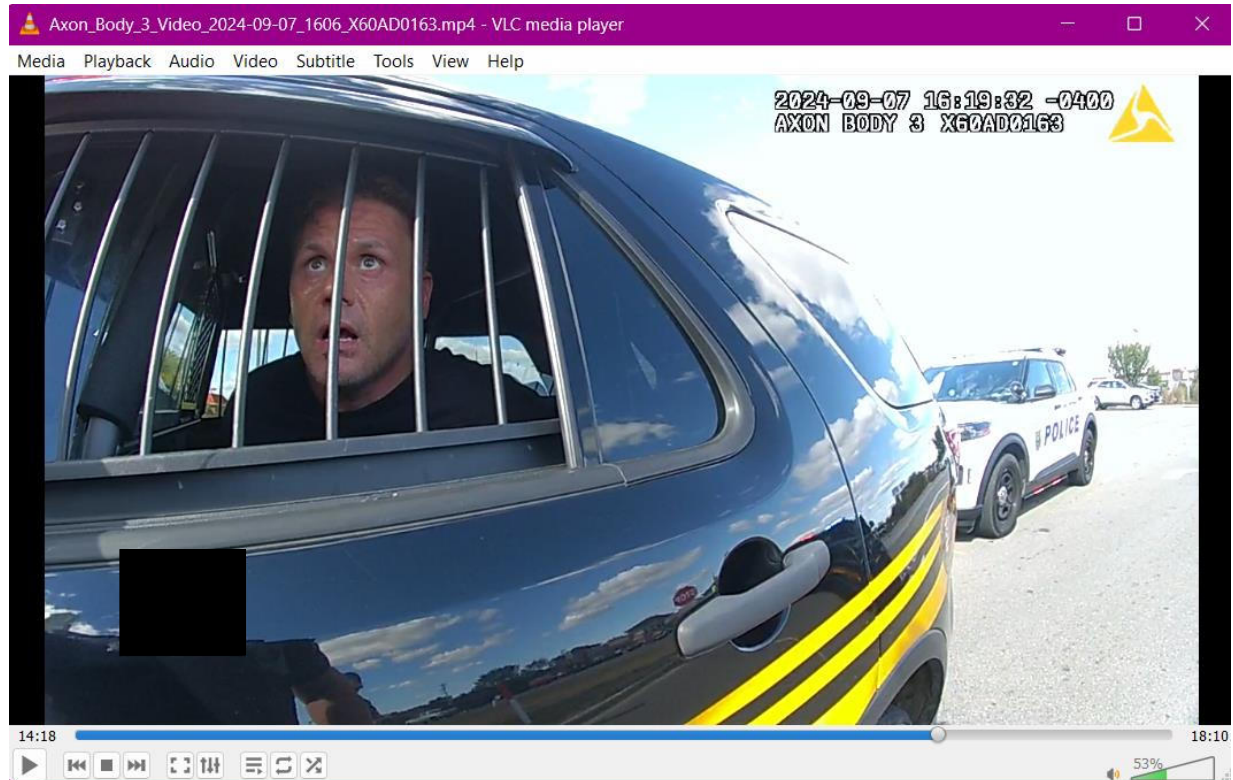 Axon_Body_3_Video_2024-09-07_1606_X60AD0163.mp4 - VLC media player
Media Playback Audio Video Subtitle Tools View Help
2024-09-07 16:19:32 -0400
AXON BODY 3 X60AD0163
POLICE
14:18
18:10
53%